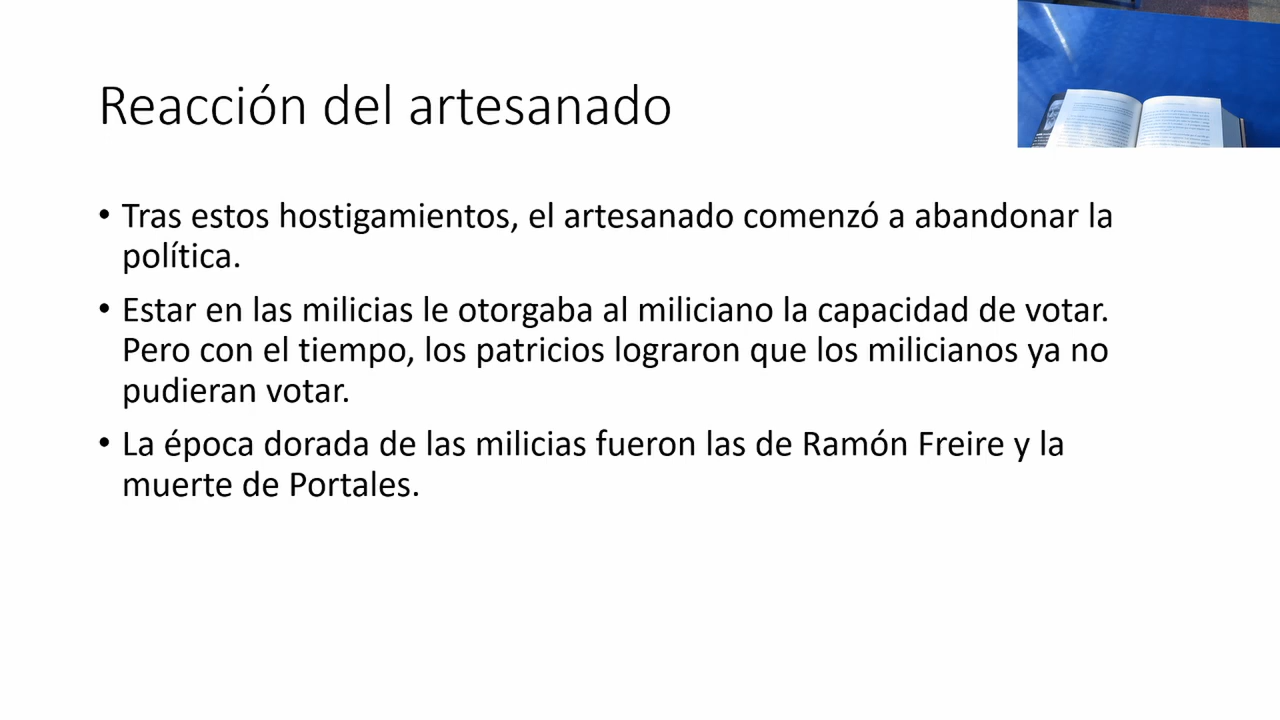 Reacción del artesanado
• Tras estos hostigamientos, el artesanado comenzó a abandonar la
política.
• Estar en las milicias le otorgaba al miliciano la capacidad de votar.
Pero con el tiempo, los patricios lograron que los milicianos ya no
pudieran votar.
• La época dorada de las milicias fueron las de Ramón Freire y la
muerte de Portales.